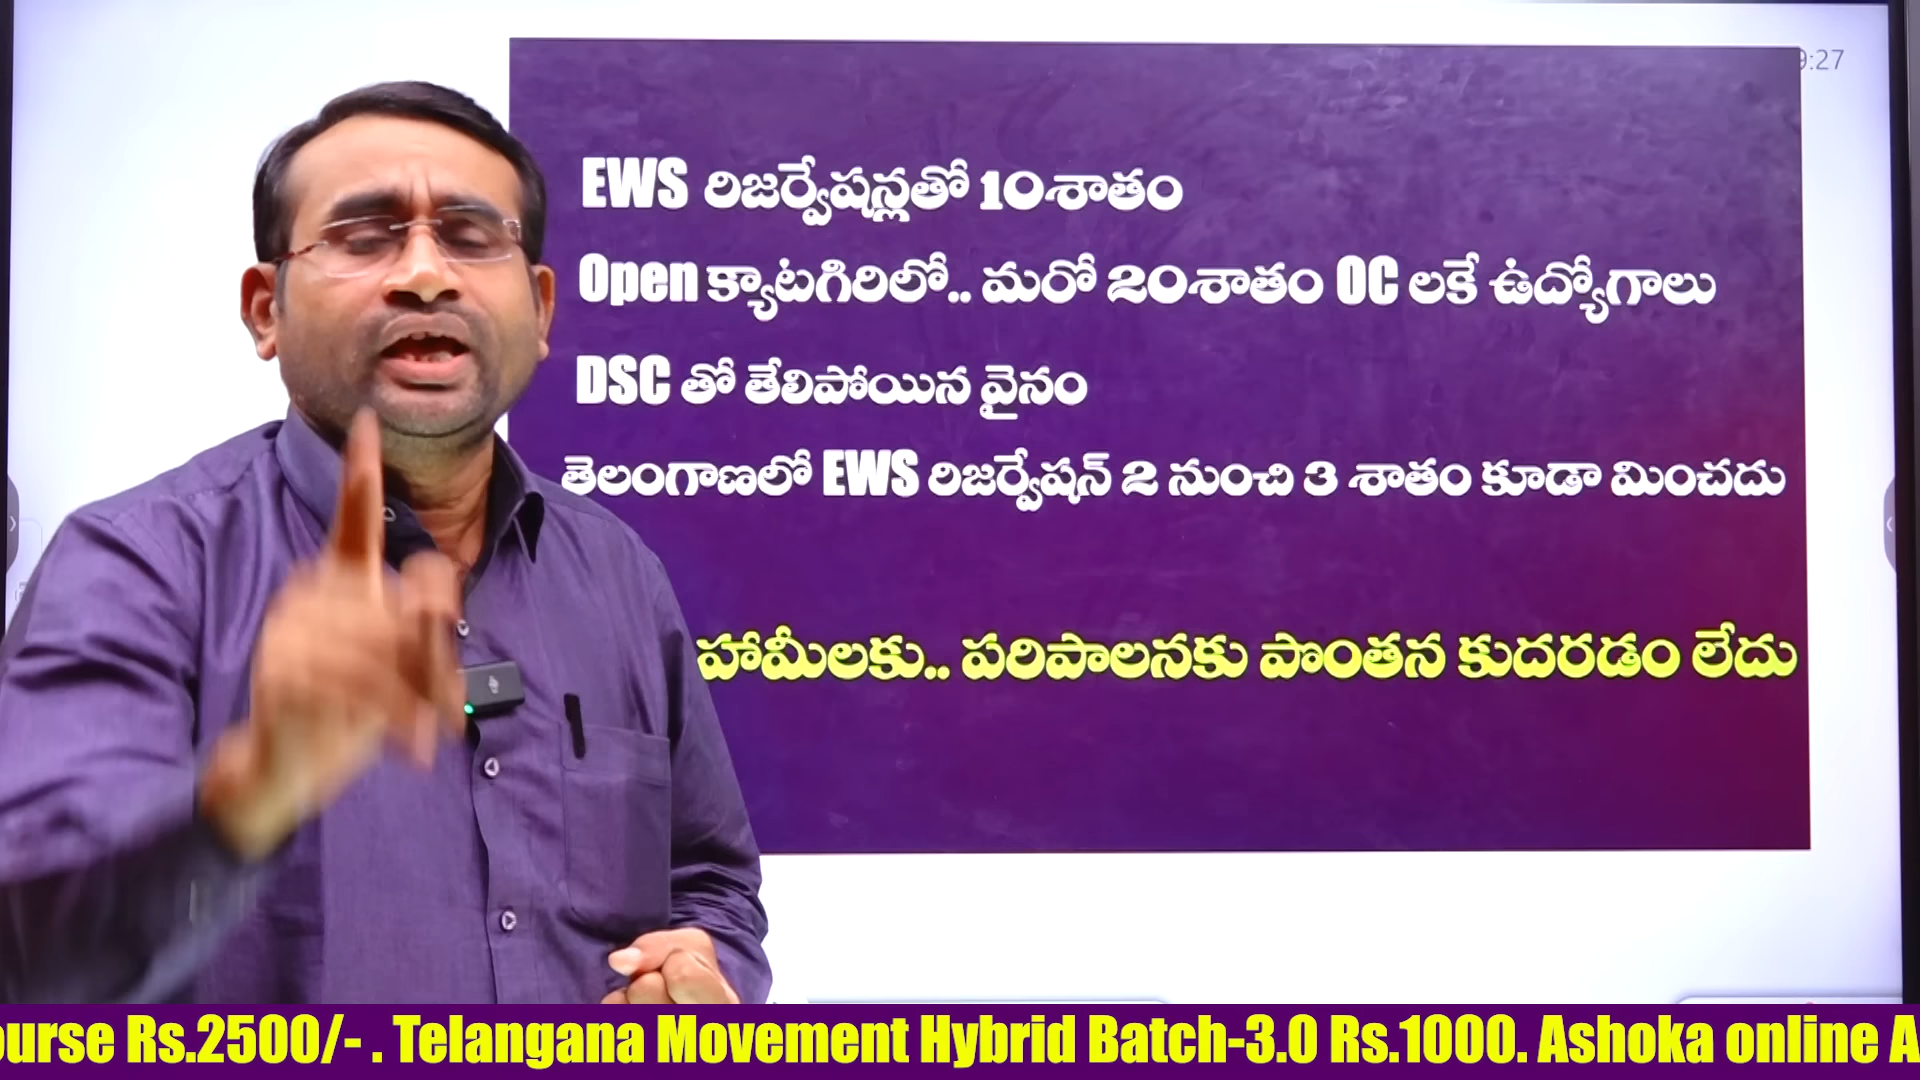 9:27
EWS రిజర్వేషన్లతో 10శాతం
Open క్యాటగిరిలో.. మరో 20శాతం OC లకే ఉద్యోగాలు
DSC తో తేలిపోయిన వైనం
తెలంగాణలో EWS రిజర్వేషన్ 2 నుంచి 3 శాతం కూడా మించదు
హామీలకు.. పరిపాలనకు పొంతన కుదరడం లేదు
ourse Rs.2500/- . Telangana Movement Hybrid Batch-3.0 Rs.1000. Ashoka online A